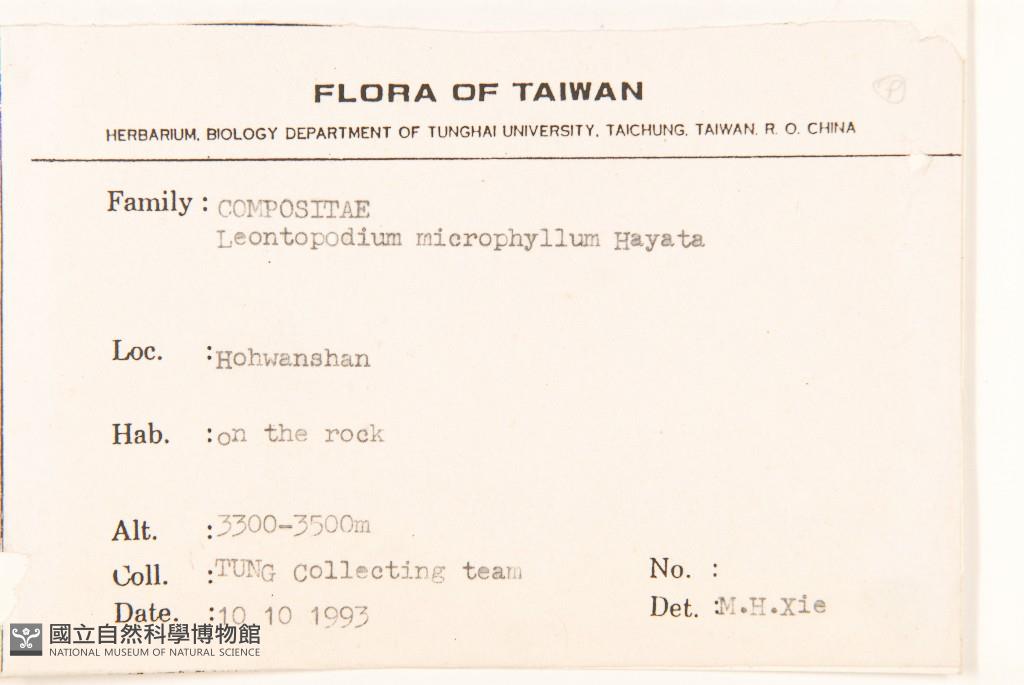 FLORA OF TAIWAN
HERBARIUM, BIOLOGY DEPARTMENT OF TUNGHAI UNIVERSITY, TAICHUNG, TAIWAN, R. O. CHINA
Family : COMPOSITAE
Leontopodium microphyllum Hayata
Loc. : Hohwanshan
Hab. : on the rock
Alt. : 3300-3500m
Coll. : TUNG Collecting team No. :
Date. : 10 10 1993 Det. : M.H.Xie
國立自然科學博物館
NATIONAL MUSEUM OF NATURAL SCIENCE